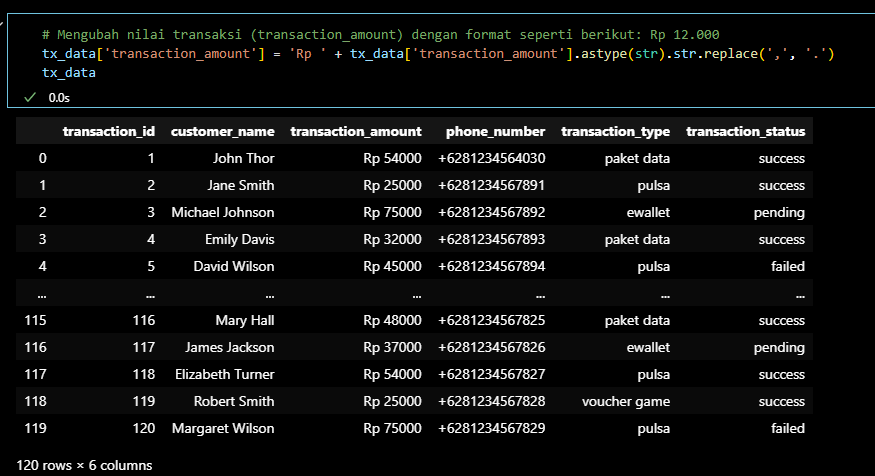 # Mengubah nilai transaksi (transaction_amount) dengan format seperti berikut: Rp 12.000
tx_data['transaction_amount'] = 'Rp ' + tx_data['transaction_amount'].astype(str).str.replace(',', '.')
tx_data
0.0s
transaction_id customer_name transaction_amount phone_number transaction_type transaction_status
0 1 John Thor Rp 54000 +6281234564030 paket data success
1 2 Jane Smith Rp 25000 +6281234567891 pulsa success
2 3 Michael Johnson Rp 75000 +6281234567892 ewallet pending
3 4 Emily Davis Rp 32000 +6281234567893 paket data success
4 5 David Wilson Rp 45000 +6281234567894 pulsa failed
... ... ... ... ... ... ...
115 116 Mary Hall Rp 48000 +6281234567825 paket data success
116 117 James Jackson Rp 37000 +6281234567826 ewallet pending
117 118 Elizabeth Turner Rp 54000 +6281234567827 pulsa success
118 119 Robert Smith Rp 25000 +6281234567828 voucher game success
119 120 Margaret Wilson Rp 75000 +6281234567829 pulsa failed
120 rows × 6 columns